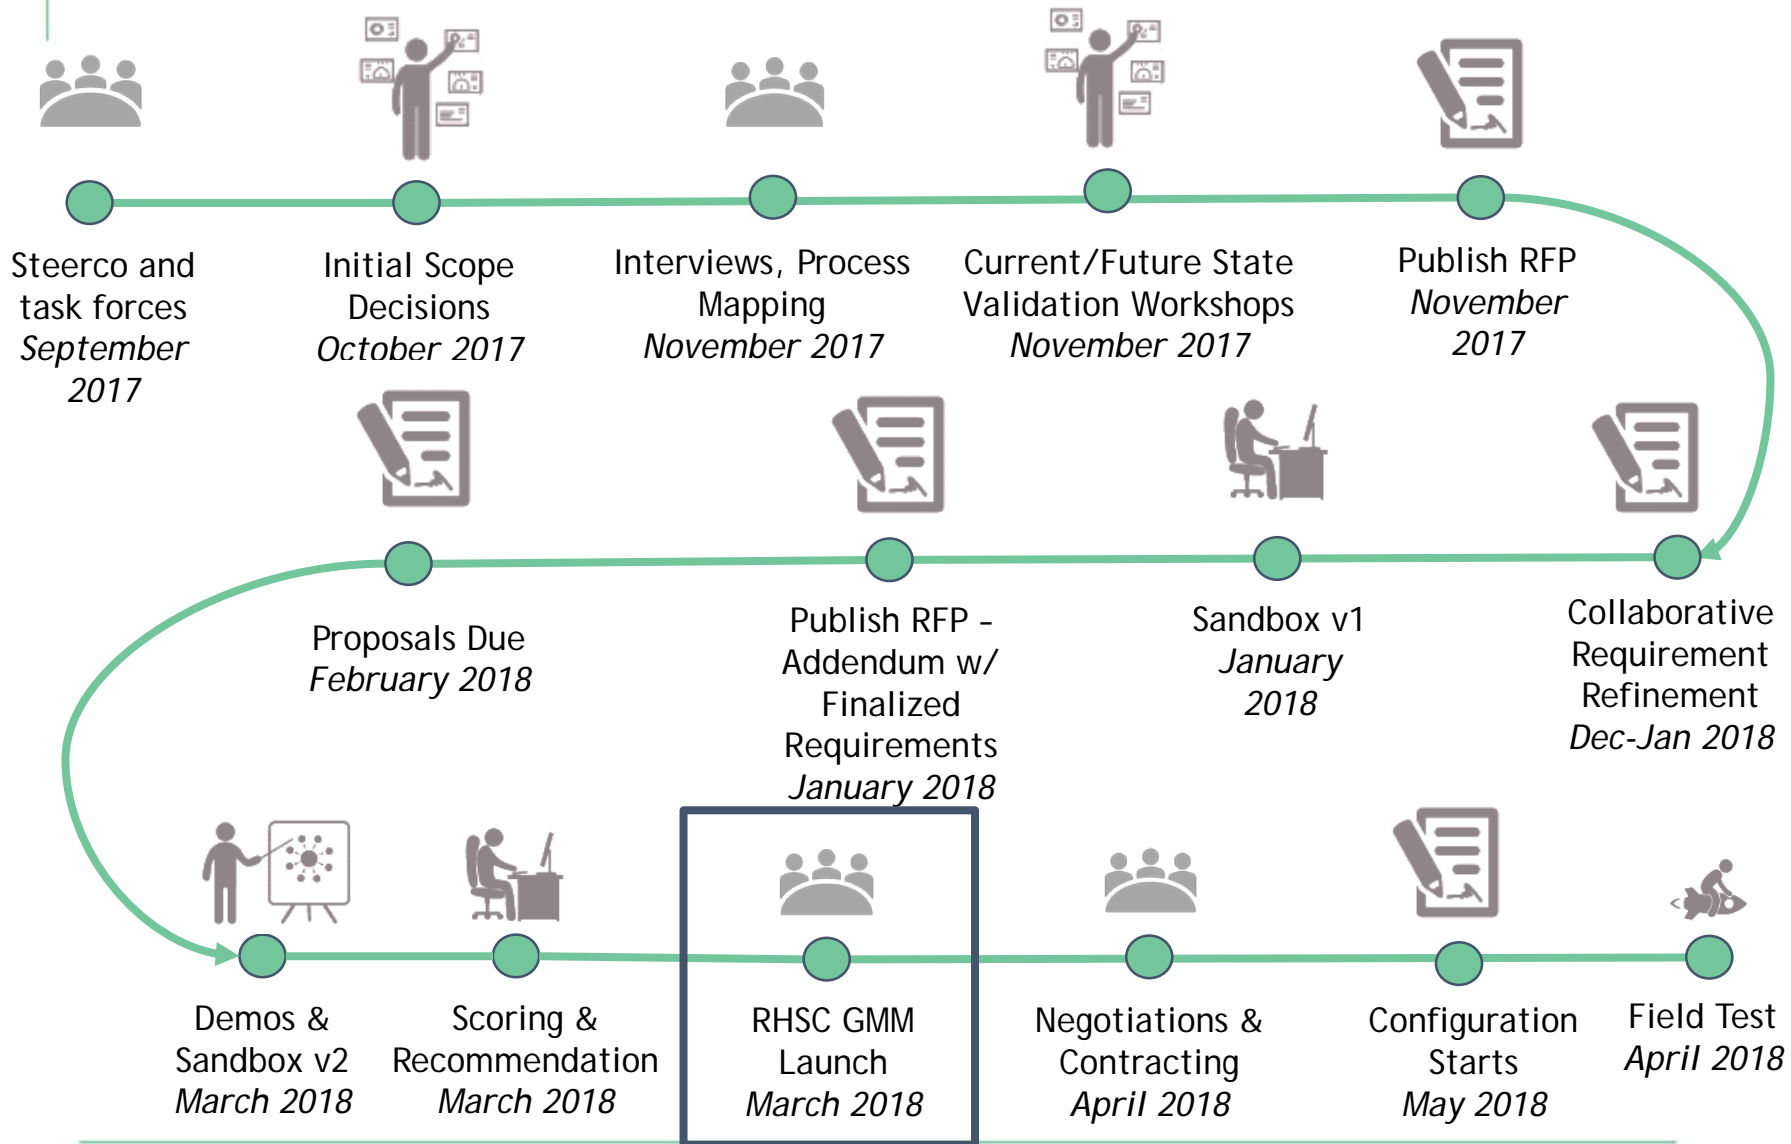 Steerco and
task forces
September
2017
Initial Scope
Decisions
October 2017
Interviews, Process
Mapping
November 2017
Current/Future State
Validation Workshops
November 2017
Publish RFP
November
2017
Collaborative
Requirement
Refinement
Dec-Jan 2018
Sandbox v1
January
2018
Publish RFP –
Addendum w/
Finalized
Requirements
January 2018
Proposals Due
February 2018
Demos &
Sandbox v2
March 2018
Scoring &
Recommendation
March 2018
RHSC GMM
Launch
March 2018
Negotiations &
Contracting
April 2018
Configuration
Starts
May 2018
Field Test
April 2018